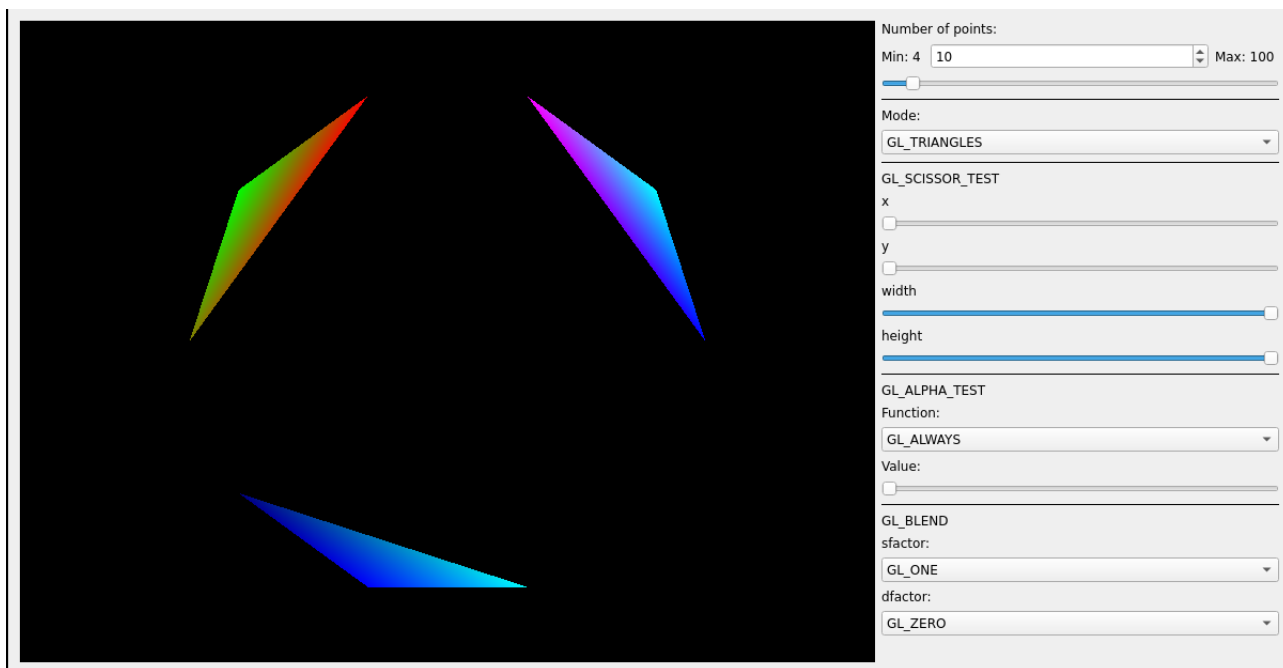 Number of points:
Min: 4 10 Max: 100
Mode:
GL_TRIANGLES
GL_SCISSOR_TEST
x
y
width
height
GL_ALPHA_TEST
Function:
GL_ALWAYS
Value:
GL_BLEND
sfactor:
GL_ONE
dfactor:
GL_ZERO